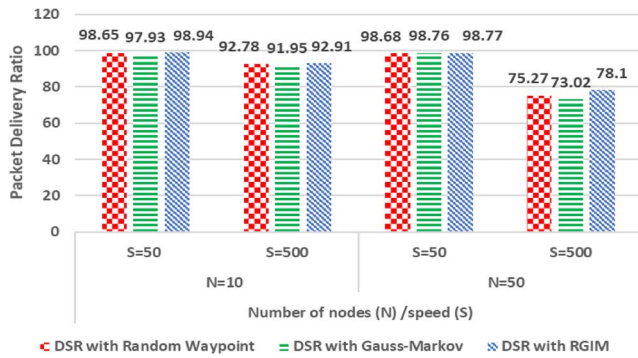 120
100
80
60
40
20
0
Packet Delivery Ratio
98.65 97.93 98.94
92.78 91.95 92.91
98.68 98.76 98.77
75.27 73.02 78.1
S=50 S=500 S=50 S=500
N=10 N=50
Number of nodes (N) /speed (S)
DSR with Random Waypoint DSR with Gauss-Markov DSR with RGIM